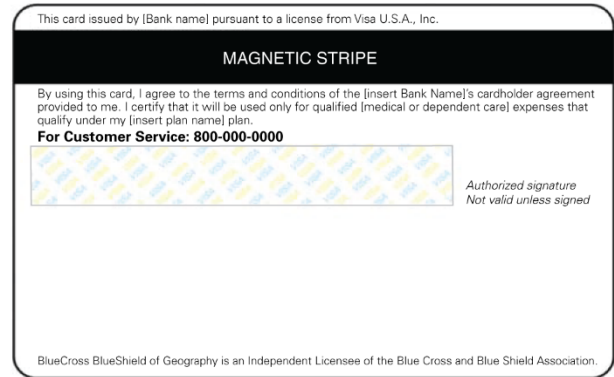 This card issued by [Bank name] pursuant to a license from Visa U.S.A., Inc.
MAGNETIC STRIPE
By using this card, I agree to the terms and conditions of the [insert Bank Name]'s cardholder agreement
provided to me. I certify that it will be used only for qualified [medical or dependent care] expenses that
qualify under my [insert plan name] plan.
For Customer Service: 800-000-0000
Authorized signature
Not valid unless signed
BlueCross BlueShield of Geography is an Independent Licensee of the Blue Cross and Blue Shield Association.